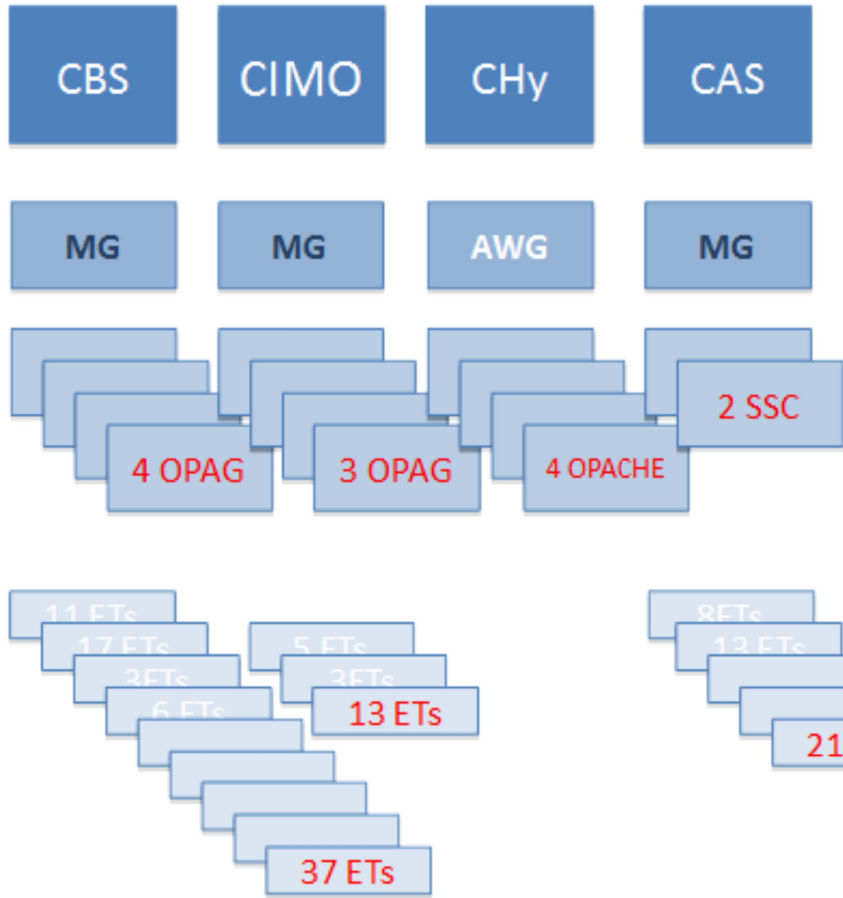 CBS
CIMO
CHy
CAS
MG
MG
AWG
MG
4 OPAG
3 OPAG
4 OPACHE
2 SSC
11 ETs
17 ETs
3ETs
6 ETs
37 ETs
5 ETs
3ETs
13 ETs
8ETs
13 ETs
21